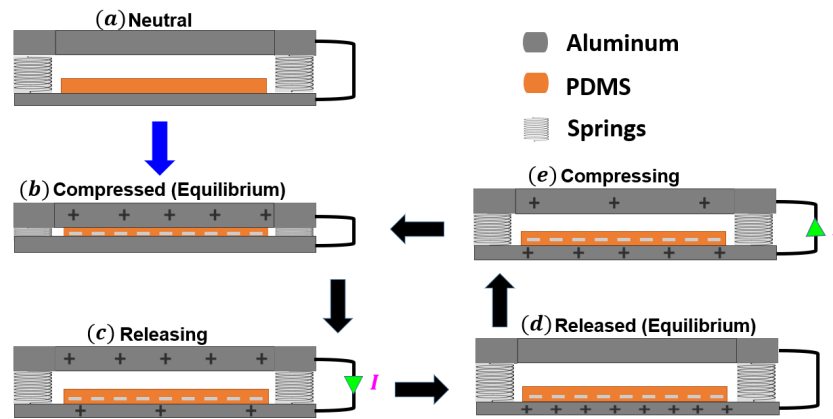 (a) Neutral
Aluminum
PDMS
Springs
(b) Compressed (Equilibrium)
+ + + + +
(e) Compressing
+ + +
+ + + + +
(c) Releasing
+ + + + +
I
+ + +
(d) Released (Equilibrium)
+ + + + + + + +